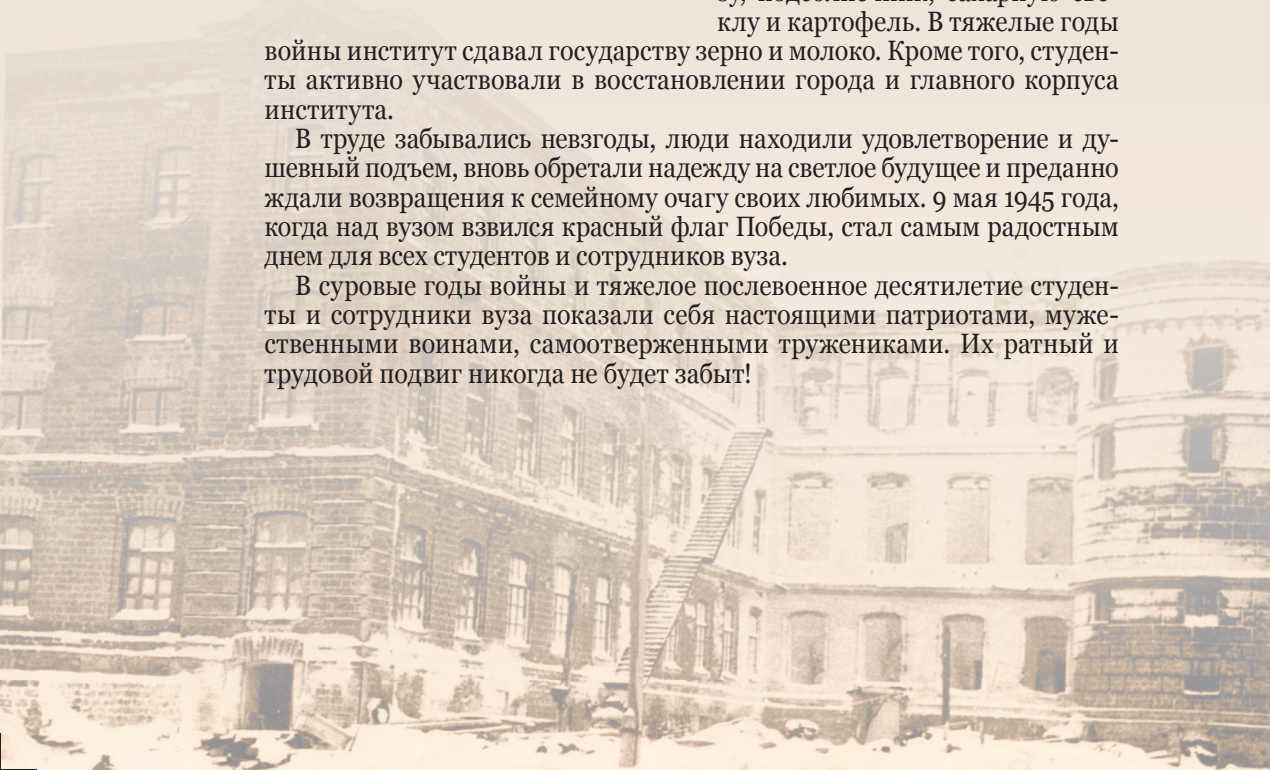 клу и картофель. В тяжелые годы
войны институт сдавал государству зерно и молоко. Кроме того, студен-
ты активно участвовали в восстановлении города и главного корпуса
института.
В труде забывались невзгоды, люди находили удовлетворение и ду-
шевный подъем, вновь обретали надежду на светлое будущее и преданно
ждали возвращения к семейному очагу своих любимых. 9 мая 1945 года,
когда над вузом взвился красный флаг Победы, стал самым радостным
днем для всех студентов и сотрудников вуза.
В суровые годы войны и тяжелое послевоенное десятилетие студен-
ты и сотрудники вуза показали себя настоящими патриотами, муже-
ственными воинами, самоотверженными тружениками. Их ратный и
трудовой подвиг никогда не будет забыт!